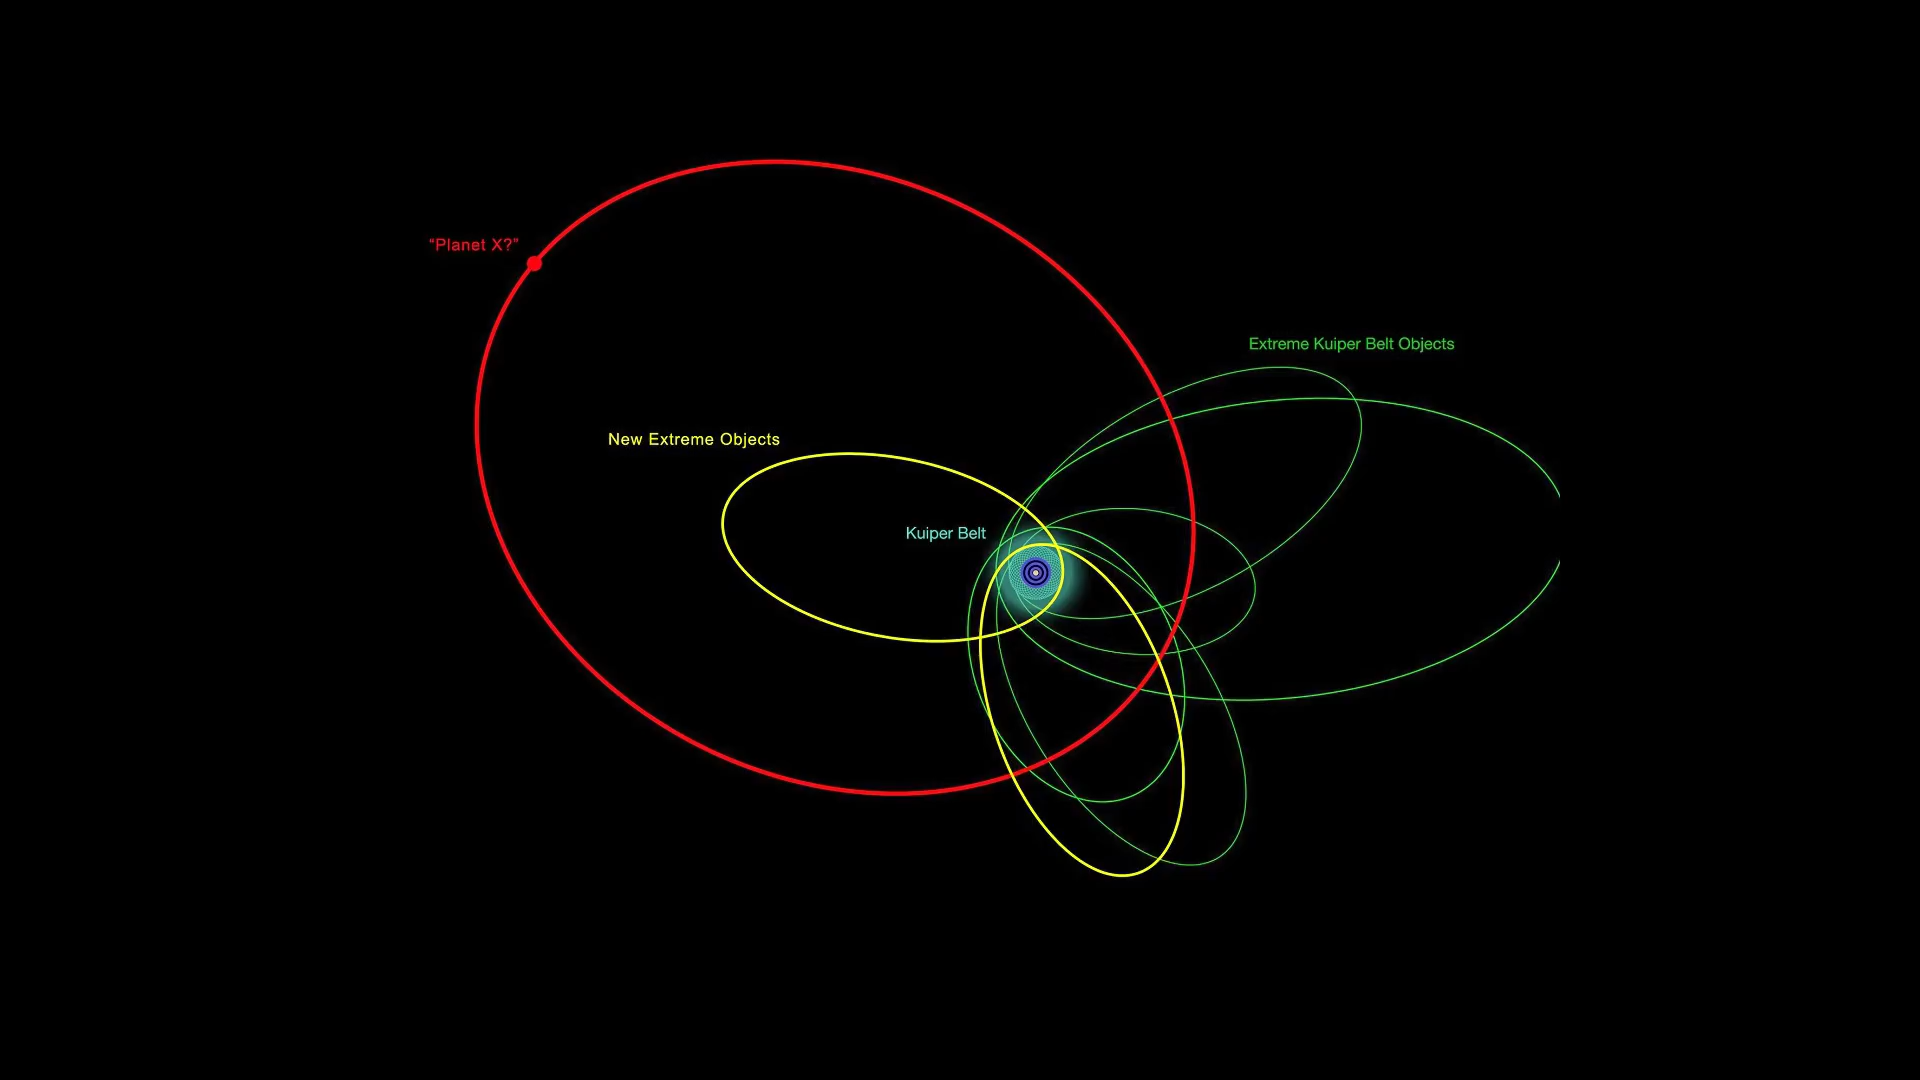 “Planet X?”
Extreme Kuiper Belt Objects
New Extreme Objects
Kuiper Belt